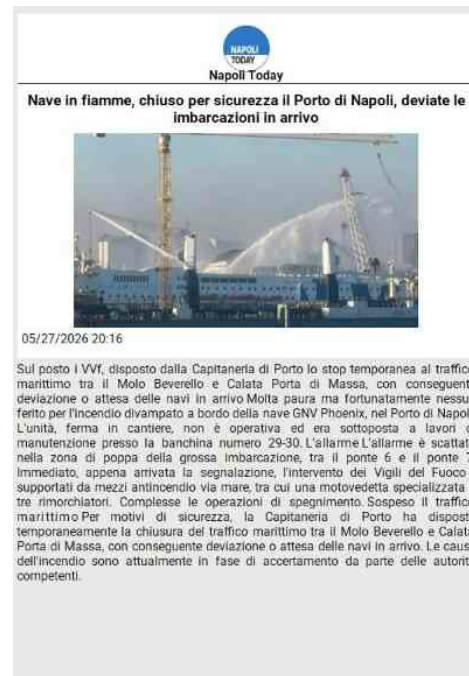 NAPOLI
TODAY
Napoli Today
Nave in fiamme, chiuso per sicurezza il Porto di Napoli, deviate le
imbarcazioni in arrivo
05/27/2026 20:16
Sul posto i VVf, disposto dalla Capitaneria di Porto lo stop temporanea al traffico
marittimo tra il Molo Beverello e Calata Porta di Massa, con conseguent
deviazione o attesa delle navi in arrivo Molta paura ma fortunatamente nessu
ferito per l'incendio divampato a bordo della nave GNV Phoenix, nel Porto di Napol
L'unità, ferma in cantiere, non è operativa ed era sottoposta a lavori d
manutenzione presso la banchina numero 29-30. L'allarme L'allarme è scattat
nella zona di poppa della grossa imbarcazione, tra il ponte 6 e il ponte 7
Immediato, appena arrivata la segnalazione, l'intervento dei Vigili del Fuoco
supportati da mezzi antincendio via mare, tra cui una motovedetta specializzata
tre rimorchiatori. Complesse le operazioni di spegnimento. Sospeso il traffico
marittimo Per motivi di sicurezza, la Capitaneria di Porto ha dispost
temporaneamente la chiusura del traffico marittimo tra il Molo Beverello e Calata
Porta di Massa, con conseguente deviazione o attesa delle navi in arrivo. Le caus
dell'incendio sono attualmente in fase di accertamento da parte delle autorit
competenti.